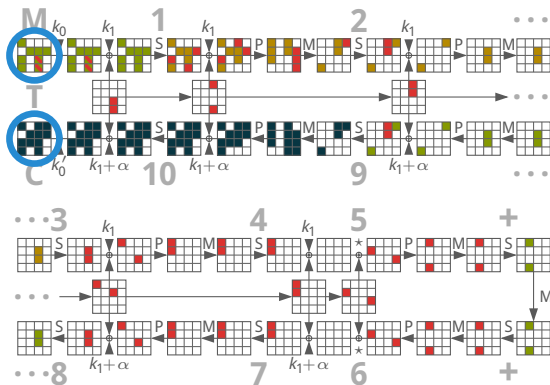 M 1 2 ...
k₀ k₁ S k₁ P M S k₁ P M
T ...
C 10 9 ...
k₀′ k₁+α S k₁+α P M S k₁+α P M
...3 4 5 +
S k₁ P M S k₁ ⋆ P M S
... M
S k₁+α P M S k₁+α ⋆ P M S
...8 7 6 +